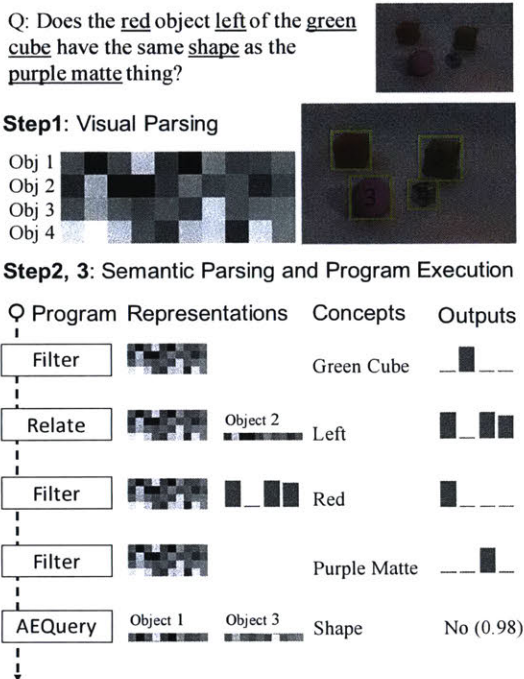 Q: Does the red object left of the green
cube have the same shape as the
purple matte thing?
Step1: Visual Parsing
Obj 1
Obj 2
Obj 3
Obj 4
3
Step2, 3: Semantic Parsing and Program Execution
Program Representations Concepts Outputs
Filter Green Cube
Relate Object 2 Left
Filter Red
Filter Purple Matte
AEQuery Object 1 Object 3 Shape No (0.98)